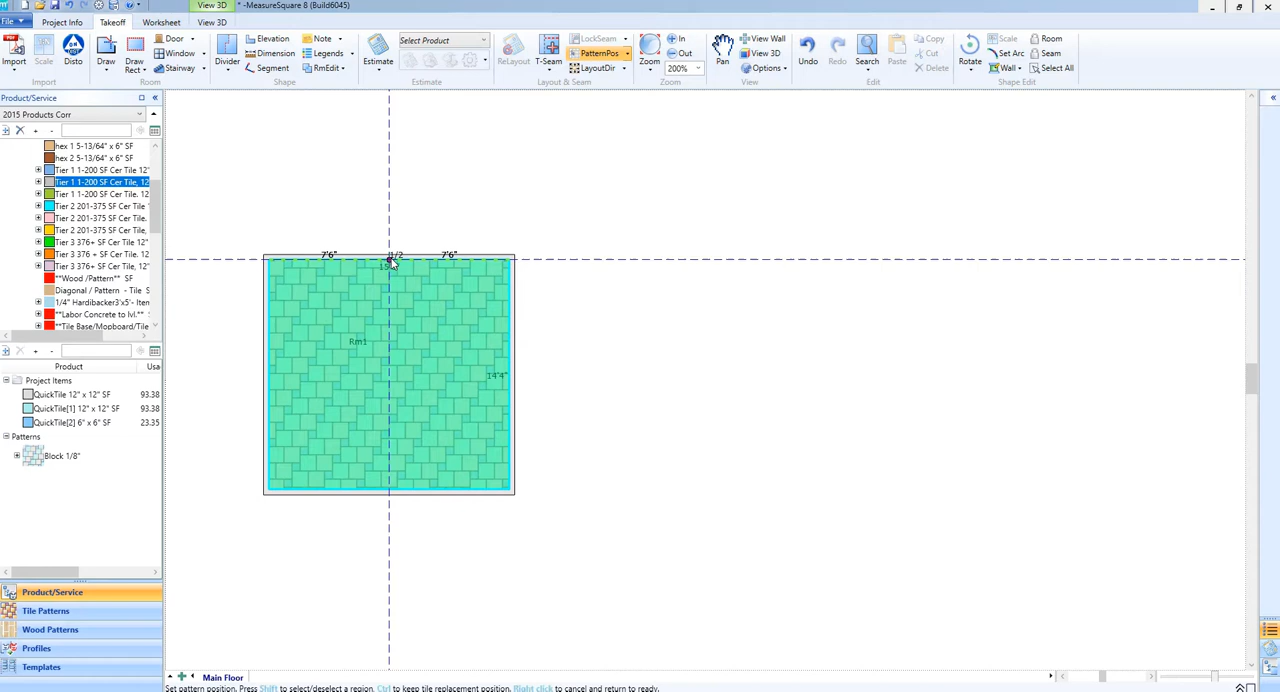 View 3D
* -MeasureSquare 8 (Build6045)
File
Project Info
Takeoff
Worksheet
View 3D
Import
Scale
Disto
Import
Draw
Draw Rect
Door
Window
Stairway
Room
Divider
Elevation
Dimension
Segment
Note
Legends
RmEdit
Shape
Estimate
Select Product
Estimate
ReLayout
T-Seam
LockSeam
PatternPos
LayoutDir
Layout & Seam
Zoom
In
Out
200%
Zoom
Pan
View Wall
View 3D
Options
View
Undo
Redo
Search
Paste
Copy
Cut
Delete
Edit
Rotate
Scale
Set Arc
Wall
Room
Seam
Select All
Shape Edit
Product/Service
2015 Products Corr
hex 1 5-13/64" x 6" SF
hex 2 5-13/64" x 6" SF
Tier 1 1-200 SF Cer Tile 12"
Tier 1 1-200 SF Cer Tile, 12
Tier 1 1-200 SF Cer Tile. 12
Tier 2 201-375 SF Cer Tile
Tier 2 201-375 SF Cer Tile.
Tier 2 201-375 SF Cer Tile.
Tier 3 376+ SF Cer Tile 12"
Tier 3 376 + SF Cer Tile. 12
Tier 3 376+ SF Cer Tile, 12
**Wood /Pattern** SF
Diagonal / Pattern - Tile S
1/4" Hardibacker3'x5'- Item
**Labor Concrete to lvl.** SF
**Tile Base/Mopboard/Tile
Product
Usa
Project Items
QuickTile 12" x 12" SF 93.38
QuickTile[1] 12" x 12" SF 93.38
QuickTile[2] 6" x 6" SF 23.35
Patterns
Block 1/8"
Product/Service
Tile Patterns
Wood Patterns
Profiles
Templates
7'6"
1/2
7'6"
15'
Rm1
14'4"
Main Floor
Set pattern position. Press Shift to select/deselect a region, Ctrl to keep tile replacement position, Right click to cancel and return to ready.